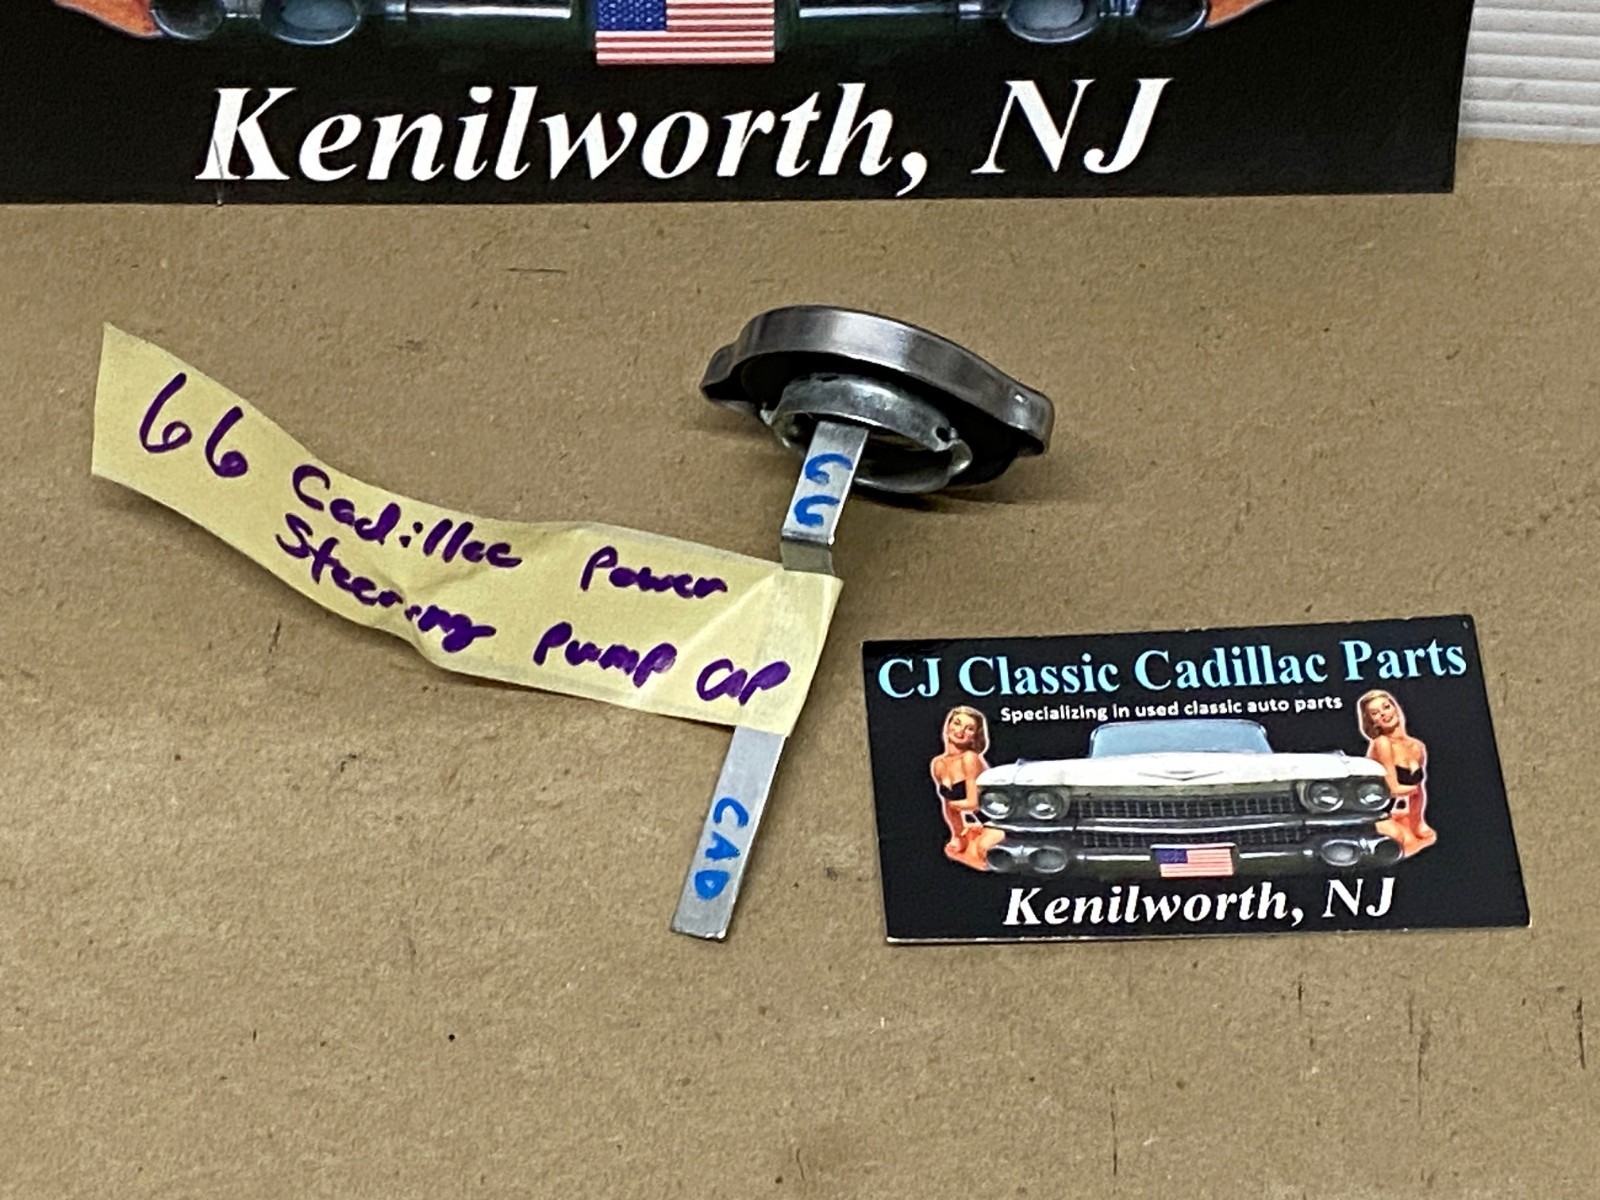 Kenilworth, NJ
66 Cadillac Power
Steering Pump CAP
66
CAD
CJ Classic Cadillac Parts
Specializing in used classic auto parts
Kenilworth, NJ